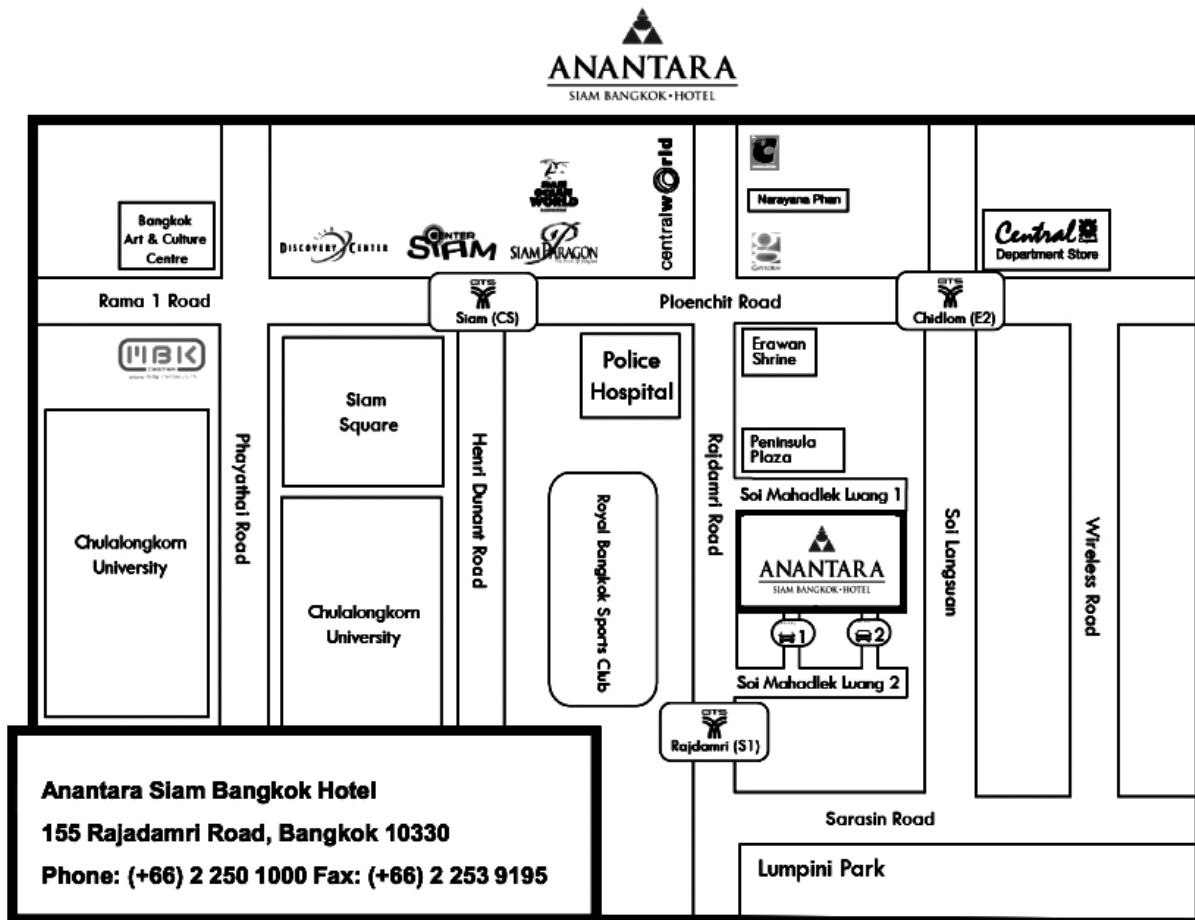 ANANTARA
SIAM BANGKOK•HOTEL
Bangkok
Art & Culture
Centre
DISCOVERY CENTER
CENTER
SIAM
SIAM
OCEAN
WORLD
SIAM PARAGON
centralworld
Narayana Phan
GAYSORN
Central
Department Store
Rama 1 Road
BTS
Siam (CS)
Ploenchit Road
BTS
Chidlom (E2)
MBK
CENTER
Siam
Square
Police
Hospital
Erawan
Shrine
Peninsula
Plaza
Phayathai Road
Henri Dunant Road
Royal Bangkok Sports Club
Rajdamri Road
Soi Mahadlek Luang 1
Soi Langsuan
Wireless Road
Chulalongkorn
University
Chulalongkorn
University
ANANTARA
SIAM BANGKOK•HOTEL
1
2
Soi Mahadlek Luang 2
BTS
Rajdamri (S1)
Sarasin Road
Lumpini Park
Anantara Siam Bangkok Hotel
155 Rajadamri Road, Bangkok 10330
Phone: (+66) 2 250 1000 Fax: (+66) 2 253 9195